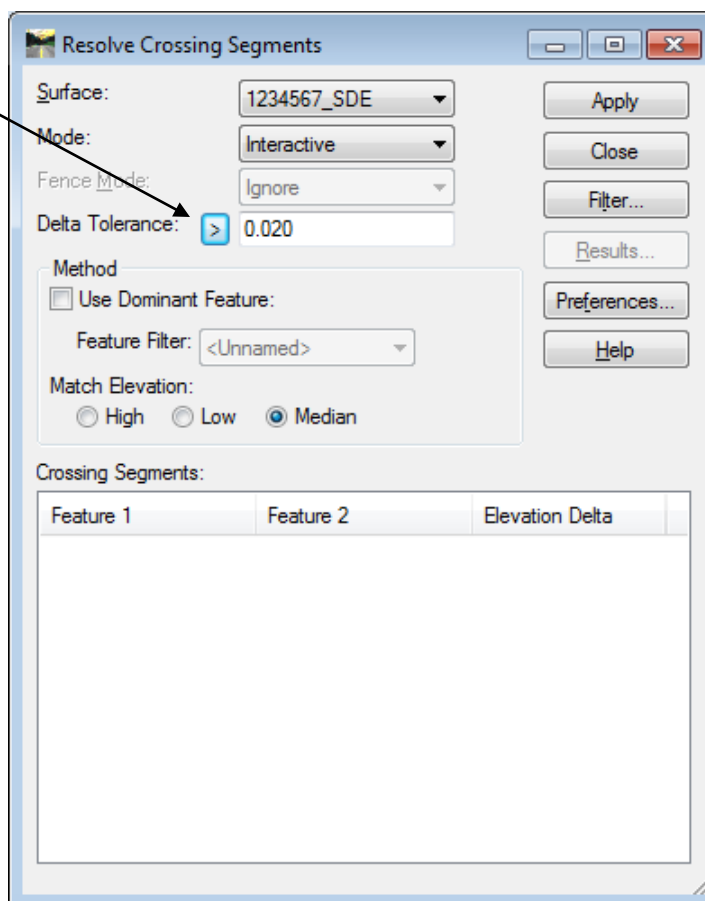 Resolve Crossing Segments
Surface: 1234567_SDE Apply
Mode: Interactive Close
Fence Mode: Ignore Filter...
Delta Tolerance: > 0.020 Results...
Method
Use Dominant Feature: Preferences...
Feature Filter: <Unnamed> Help
Match Elevation:
High Low Median
Crossing Segments:
Feature 1 Feature 2 Elevation Delta